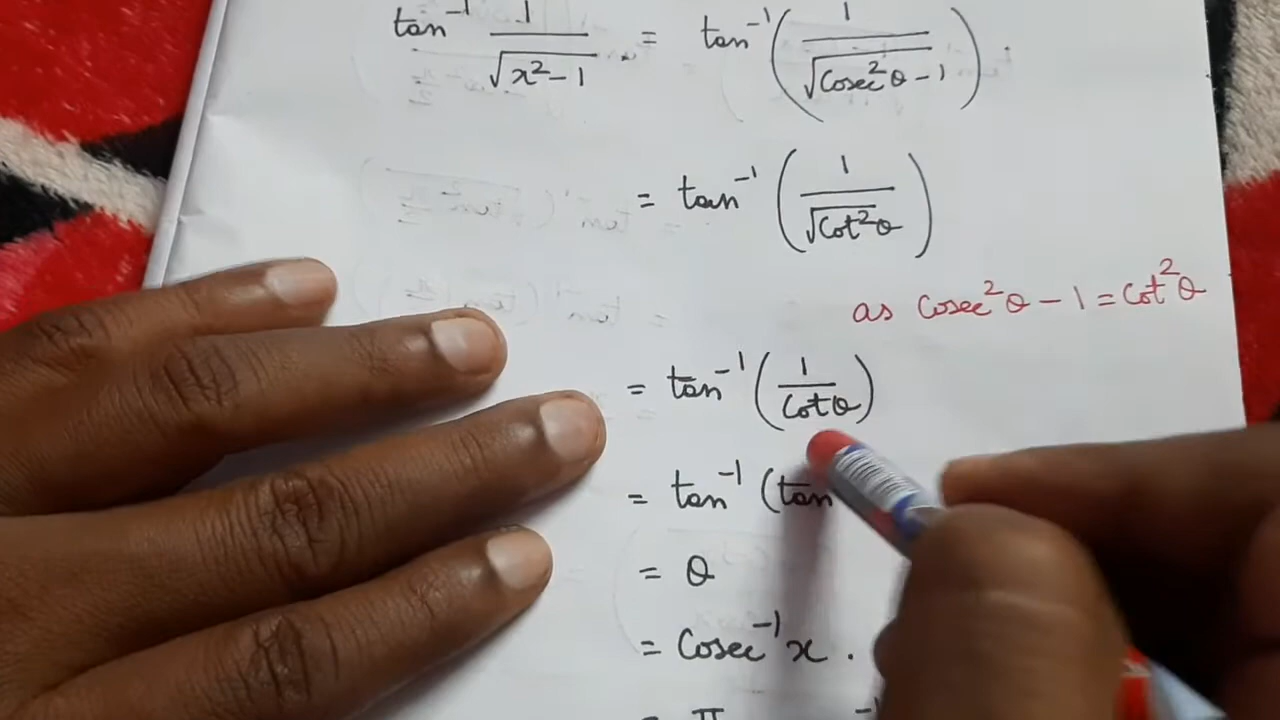 tan⁻¹ 1/√(x²-1) = tan⁻¹(1/√(Cosec²θ-1)).
= tan⁻¹(1/√(Cot²θ))
as Cosec²θ-1=Cot²θ
= tan⁻¹(1/Cotθ)
= tan⁻¹(tan
= θ
= Cosec⁻¹x.
= π -1